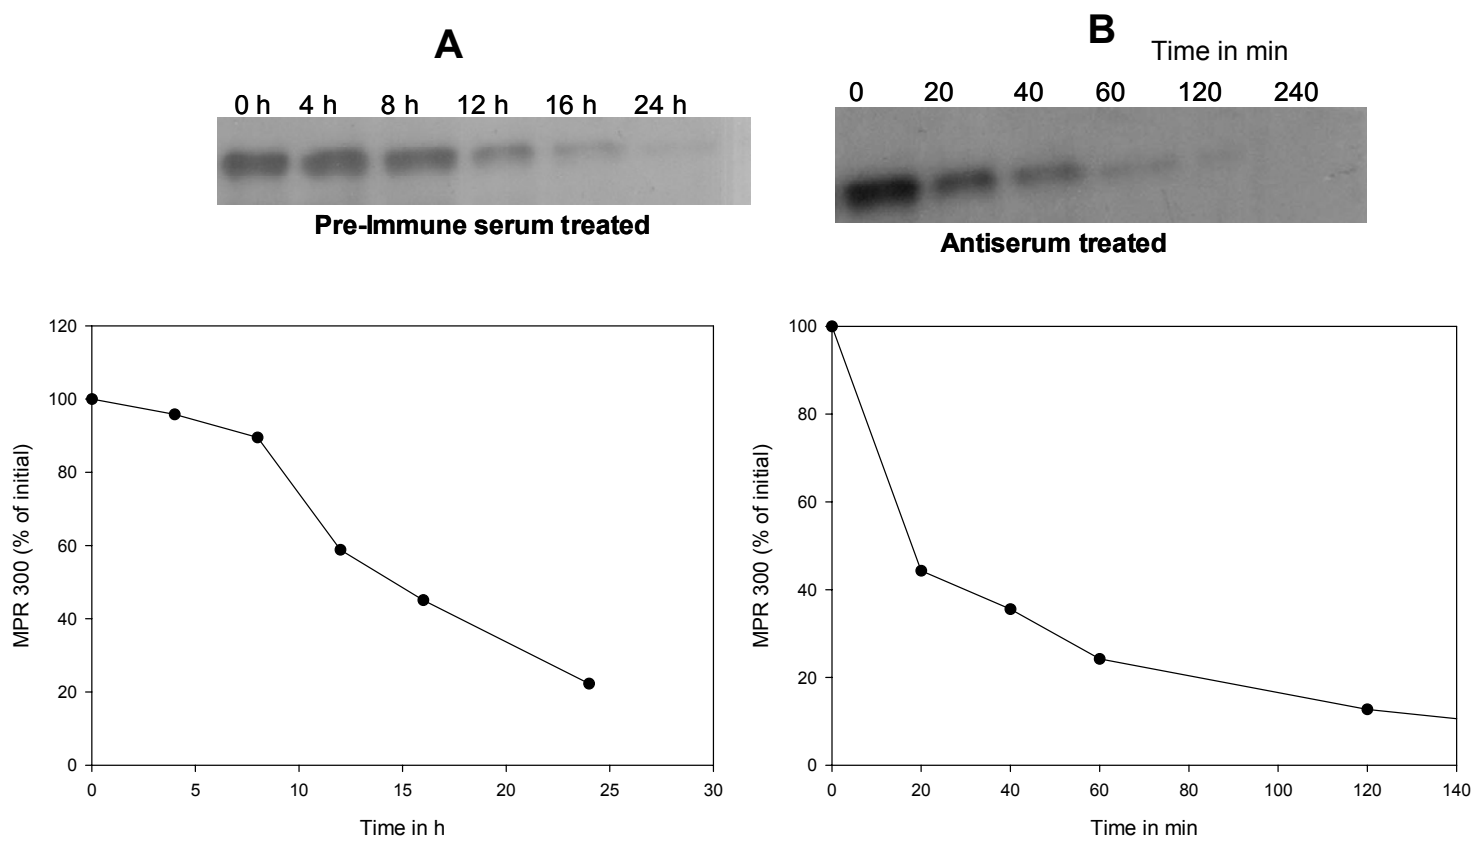 A
0 h 4 h 8 h 12 h 16 h 24 h
Pre-Immune serum treated
B
Time in min
0 20 40 60 120 240
Antiserum treated
120
100
80
60
40
20
0
MPR 300 (% of initial)
0 5 10 15 20 25 30
Time in h
100
80
60
40
20
0
MPR 300 (% of initial)
0 20 40 60 80 100 120 140
Time in min